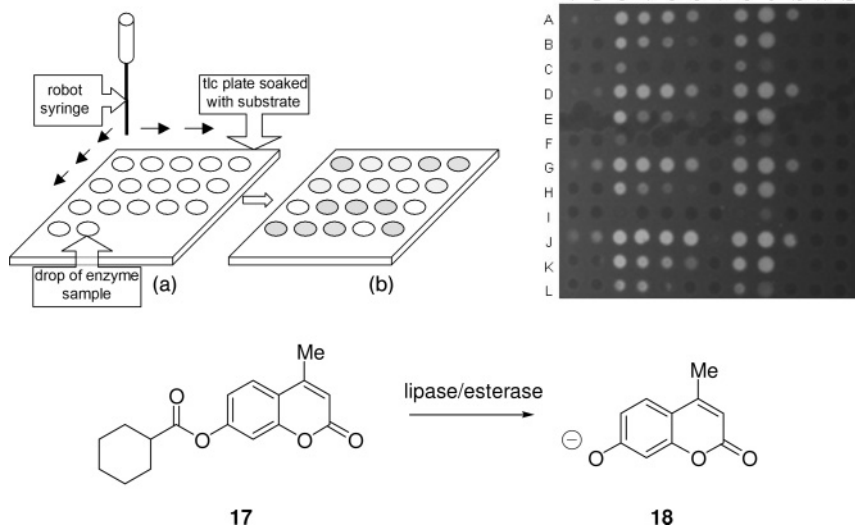 robot
syringe
tlc plate soaked
with substrate
drop of enzyme
sample
(a)
(b)
A
B
C
D
E
F
G
H
I
J
K
L
Me
O
O
O
O
17
lipase/esterase
Me
⊖
O
O
O
18